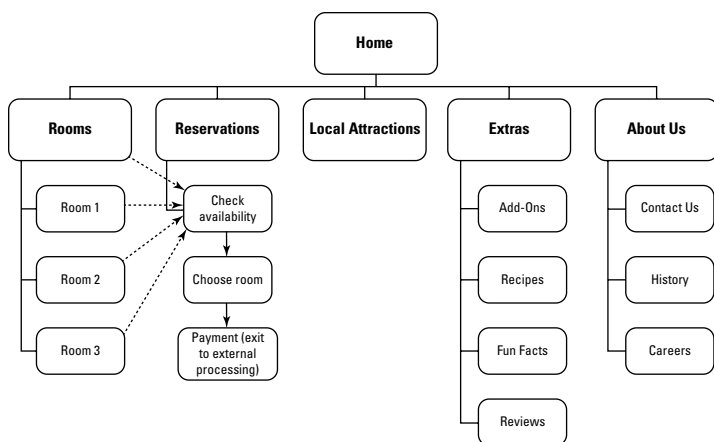 Home
Rooms
Reservations
Local Attractions
Extras
About Us
Room 1
Check
availability
Add-Ons
Contact Us
Room 2
Choose room
Recipes
History
Room 3
Payment (exit
to external
processing)
Fun Facts
Careers
Reviews